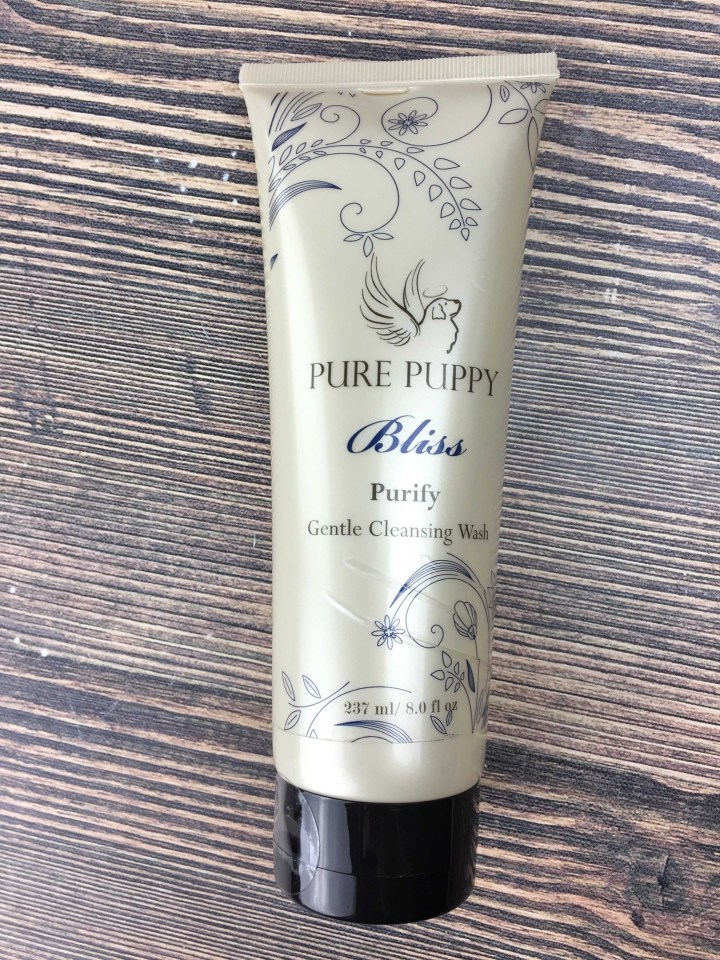 PURE PUPPY
Bliss
Purify
Gentle Cleansing Wash
237 ml/ 8.0 fl oz